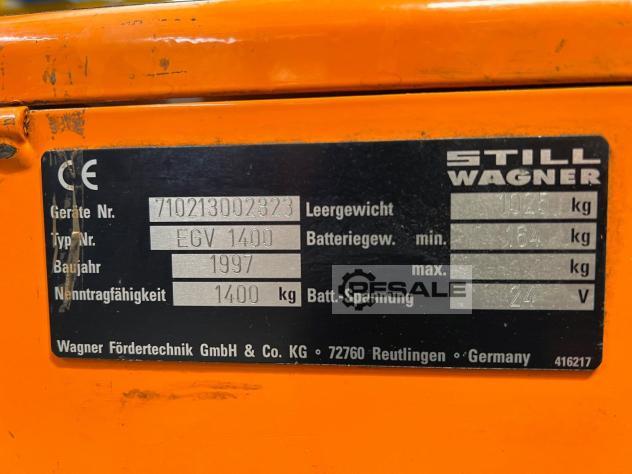 CE
STILL
WAGNER
Geräte Nr. 710213002323 Leergewicht kg
Typ Nr. EGV 1400 Batteriegew. min. 164 kg
Baujahr 1997 max. kg
Nenntragfähigkeit 1400 kg Batt.-Spannung 24 V
RESALE
Wagner Fördertechnik GmbH & Co. KG • 72760 Reutlingen • Germany 416217